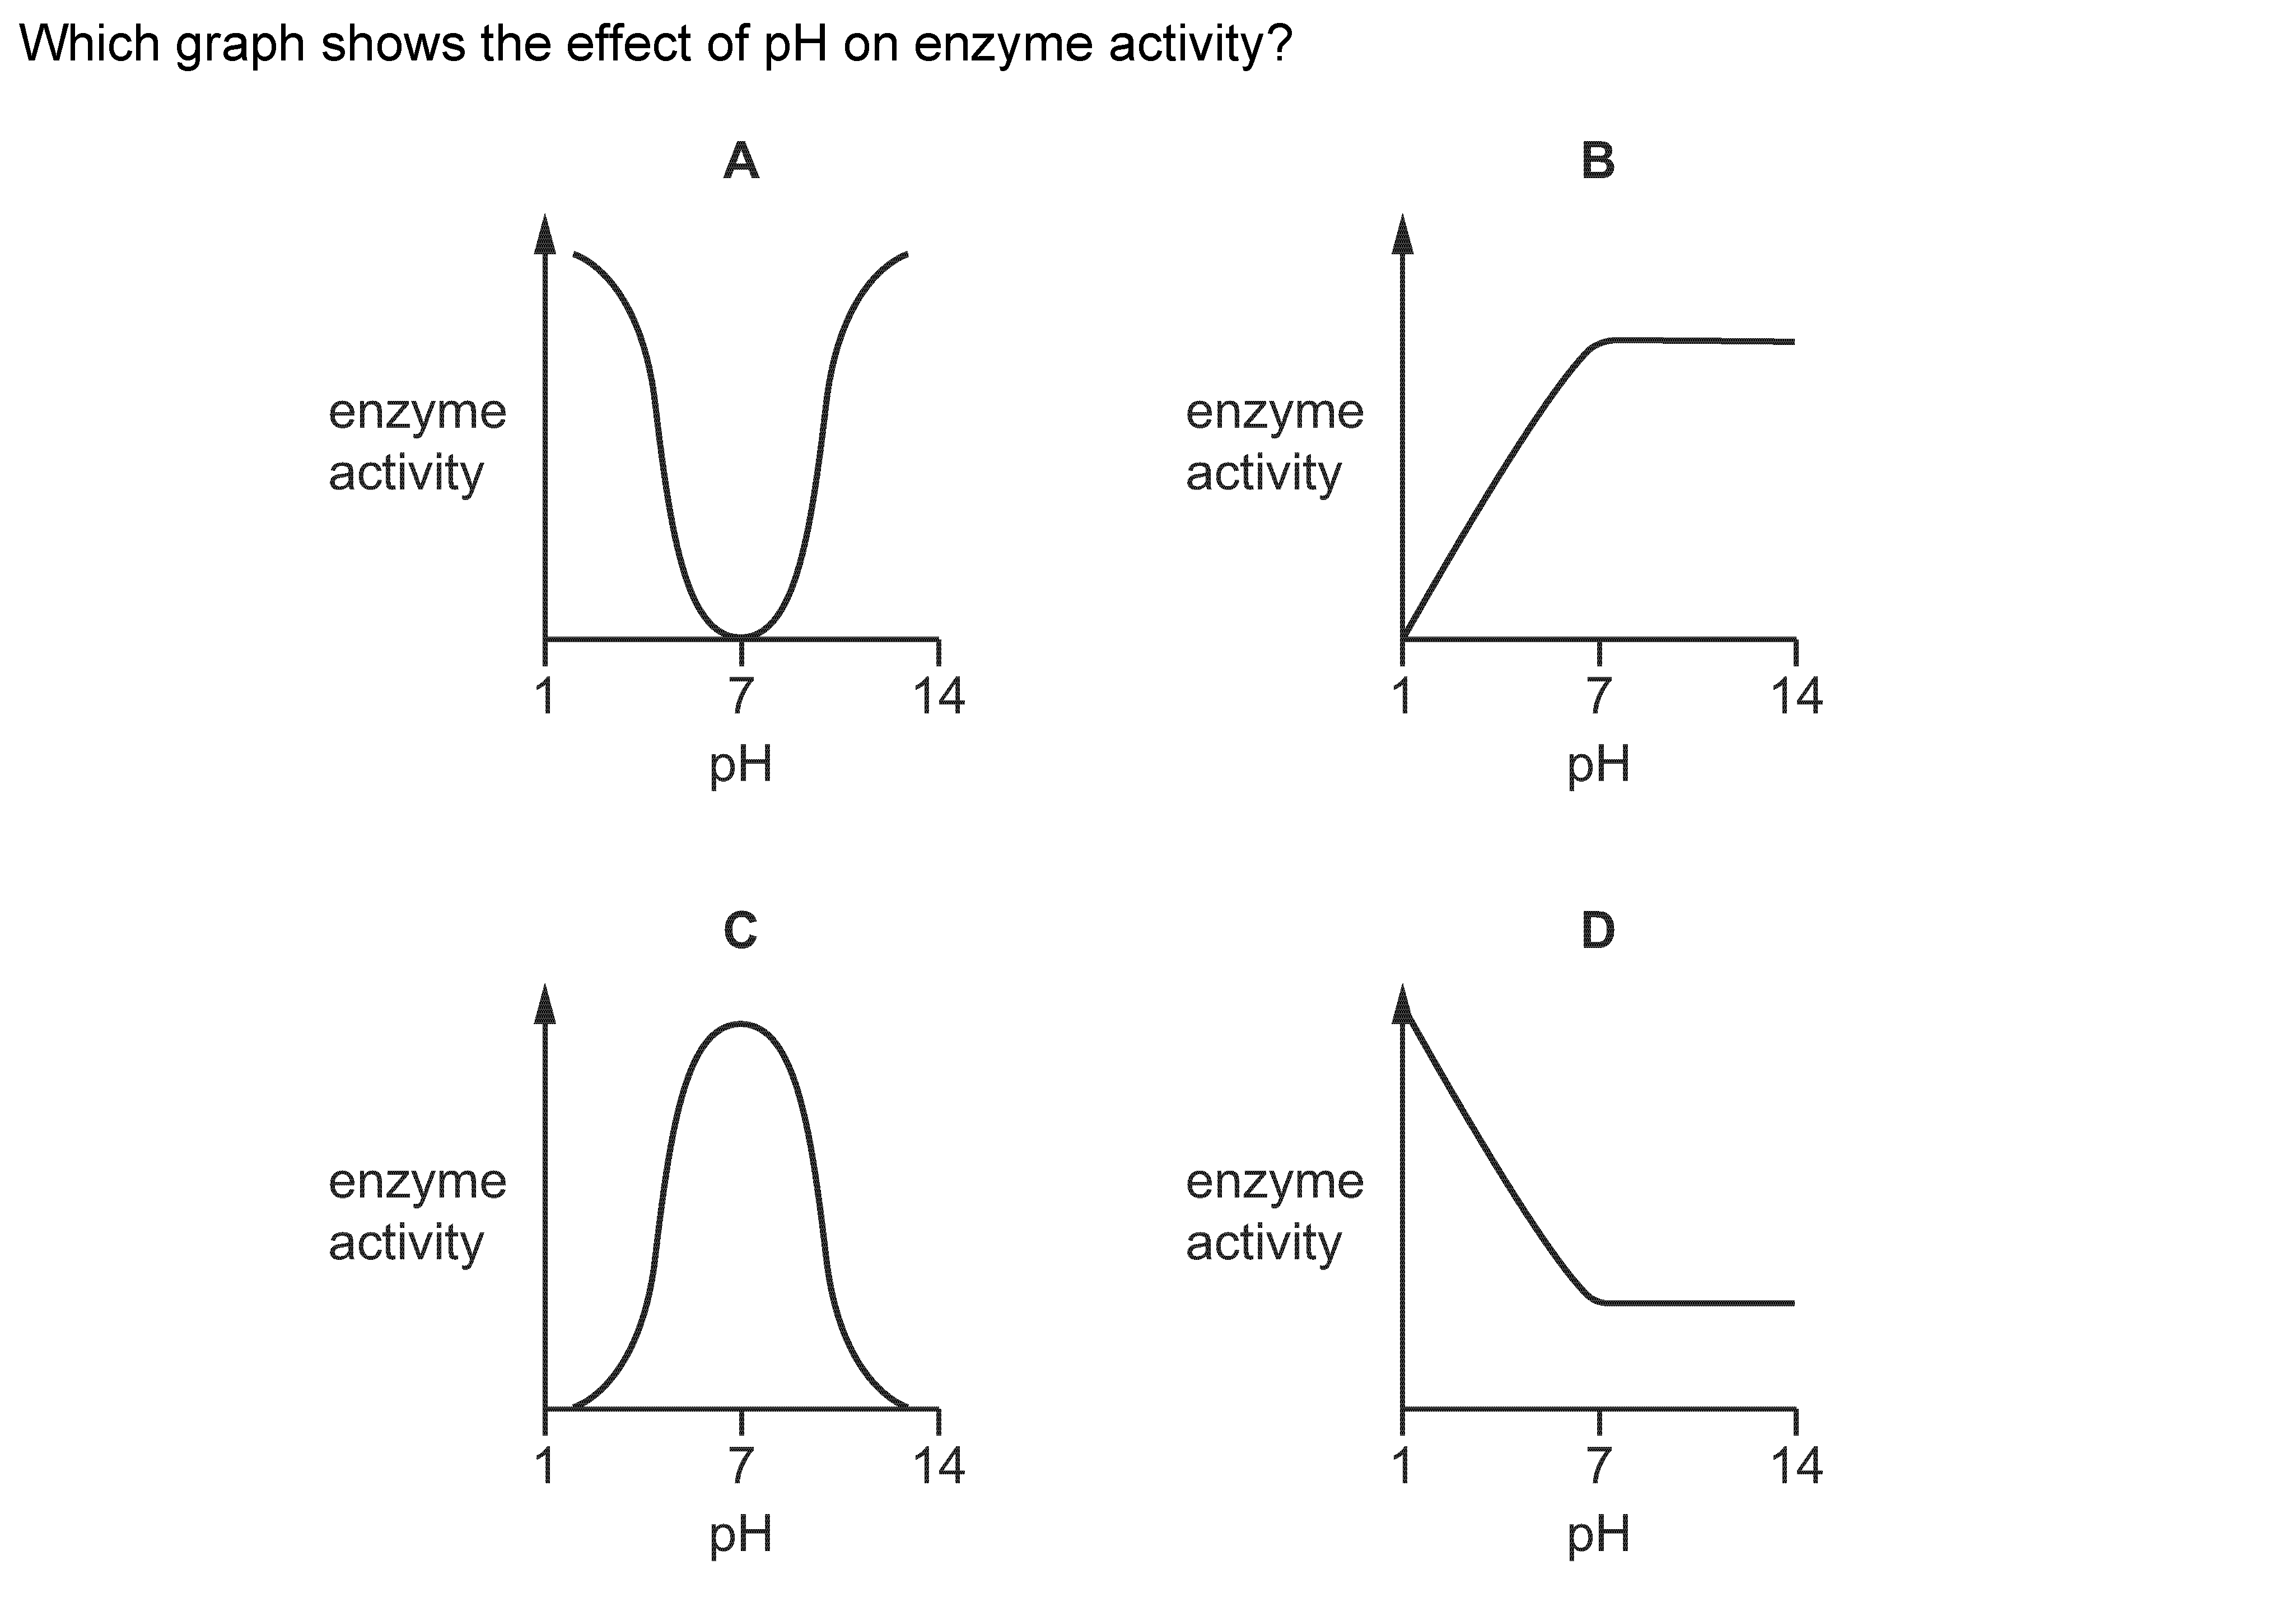 Which graph shows the effect of pH on enzyme activity?
A
enzyme
activity
1 7 14
pH
B
enzyme
activity
1 7 14
pH
C
enzyme
activity
1 7 14
pH
D
enzyme
activity
1 7 14
pH